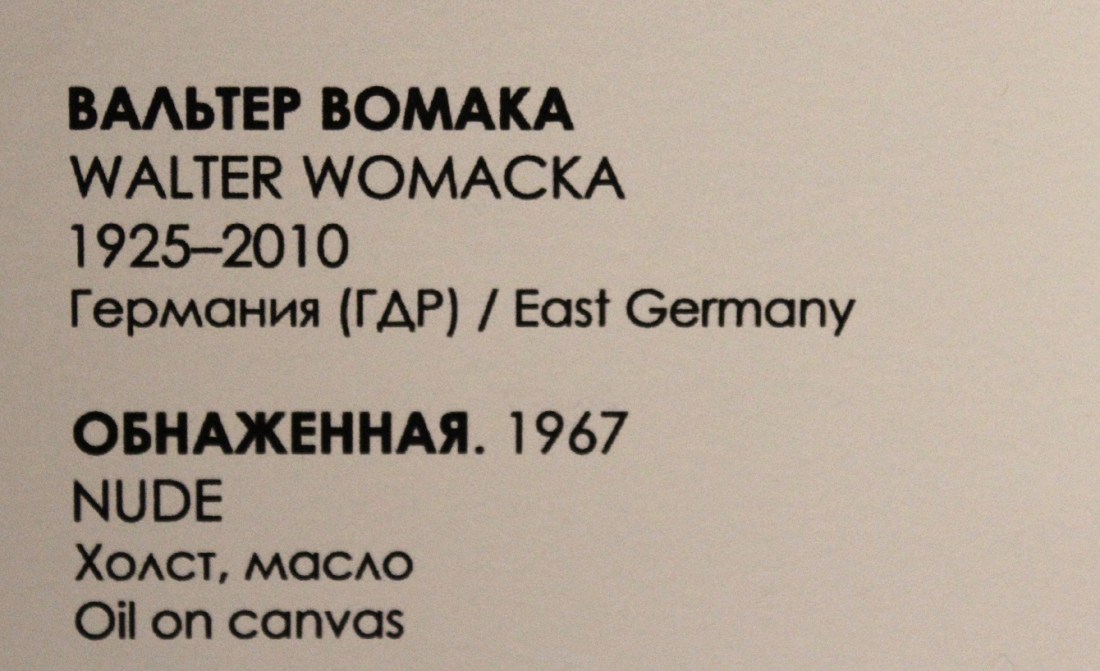 ВАЛЬТЕР ВОМАКА
WALTER WOMACKA
1925–2010
Германия (ГДР) / East Germany
ОБНАЖЕННАЯ. 1967
NUDE
Холст, масло
Oil on canvas